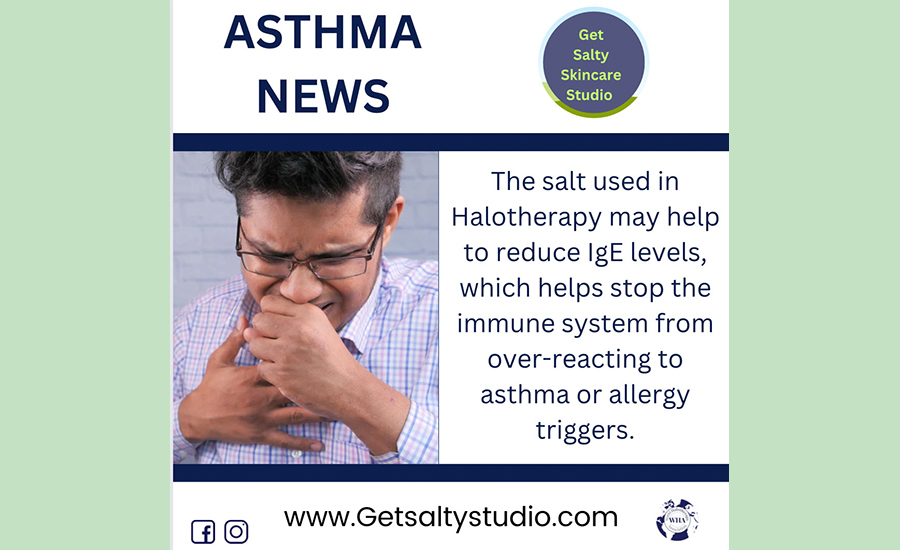 ASTHMA
NEWS
Get
Salty
Skincare
Studio
The salt used in
Halotherapy may help
to reduce IgE levels,
which helps stop the
immune system from
over-reacting to
asthma or allergy
triggers.
www.Getsaltystudio.com
WHA